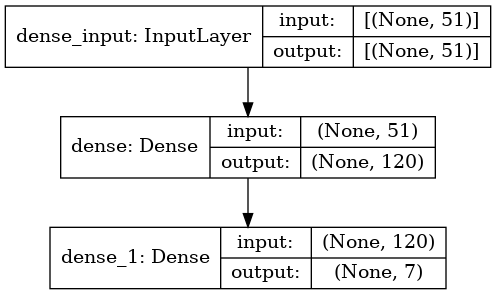 dense_input: InputLayer input: [(None, 51)]
output: [(None, 51)]
dense: Dense input: (None, 51)
output: (None, 120)
dense_1: Dense input: (None, 120)
output: (None, 7)